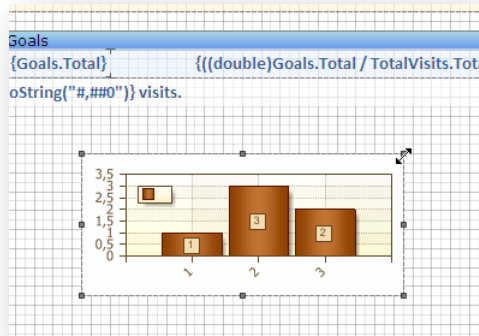 Goals
{Goals.Total} {((double)Goals.Total / TotalVisits.Tot
oString("#,##0")} visits.
3,5
3
2,5
2
1,5
1
0,5
0
1
3
2
1 2 3